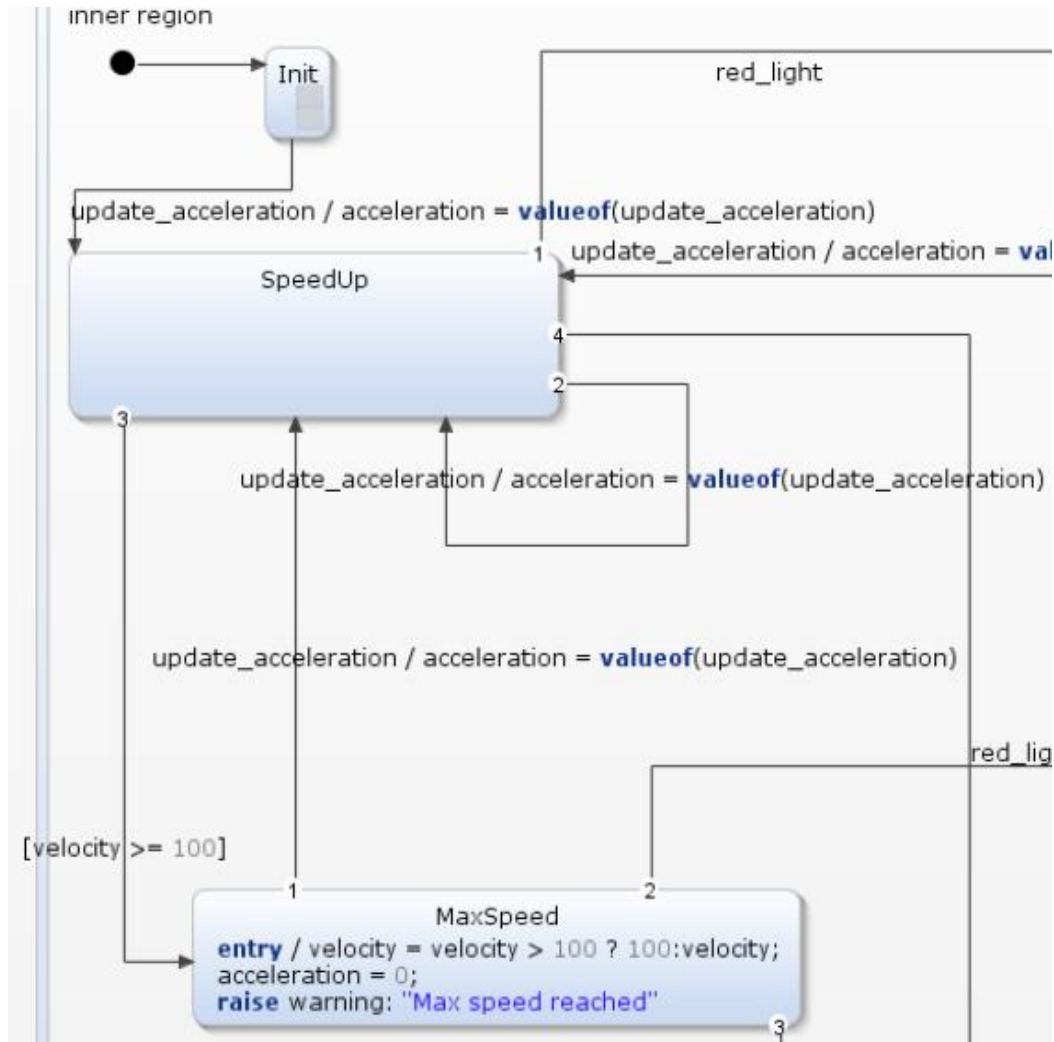 inner region
Init
red_light
update_acceleration / acceleration = valueof(update_acceleration)
1
update_acceleration / acceleration = val
SpeedUp
4
2
3
update_acceleration / acceleration = valueof(update_acceleration)
update_acceleration / acceleration = valueof(update_acceleration)
red_lig
[velocity >= 100]
1
2
MaxSpeed
entry / velocity = velocity > 100 ? 100:velocity;
acceleration = 0;
raise warning: "Max speed reached"
3